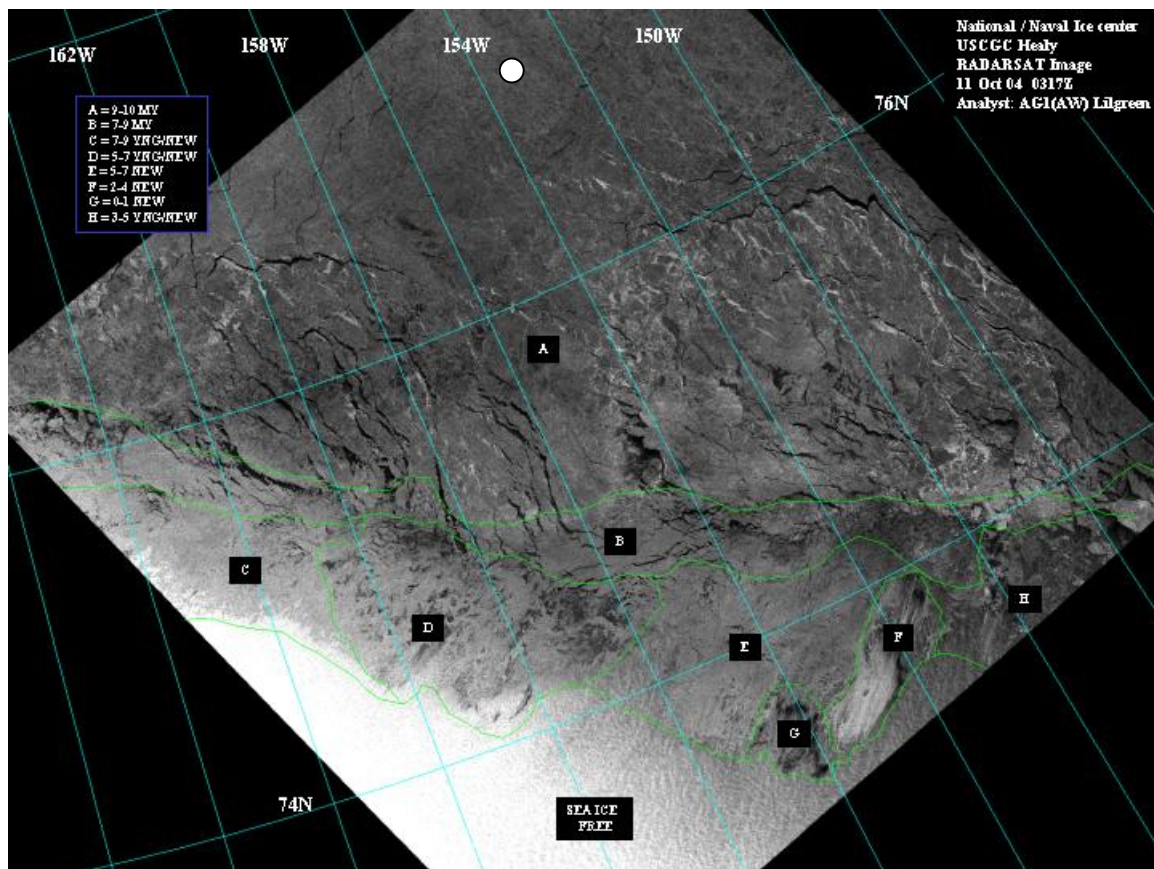 162W
158W
154W
150W
National / Naval Ice center
USCGC Healy
RADARSAT Image
11 Oct 04 0317Z
Analyst: AG1(AW) Lilgreen
76N
A = 9-10 MY
B = 7-9 MY
C = 7-9 YNG/NEW
D = 5-7 YNG/NEW
E = 5-7 NEW
F = 2-4 NEW
G = 0-1 NEW
H = 3-5 YNG/NEW
A
B
C
H
D
F
E
G
74N
SEA ICE
FREE